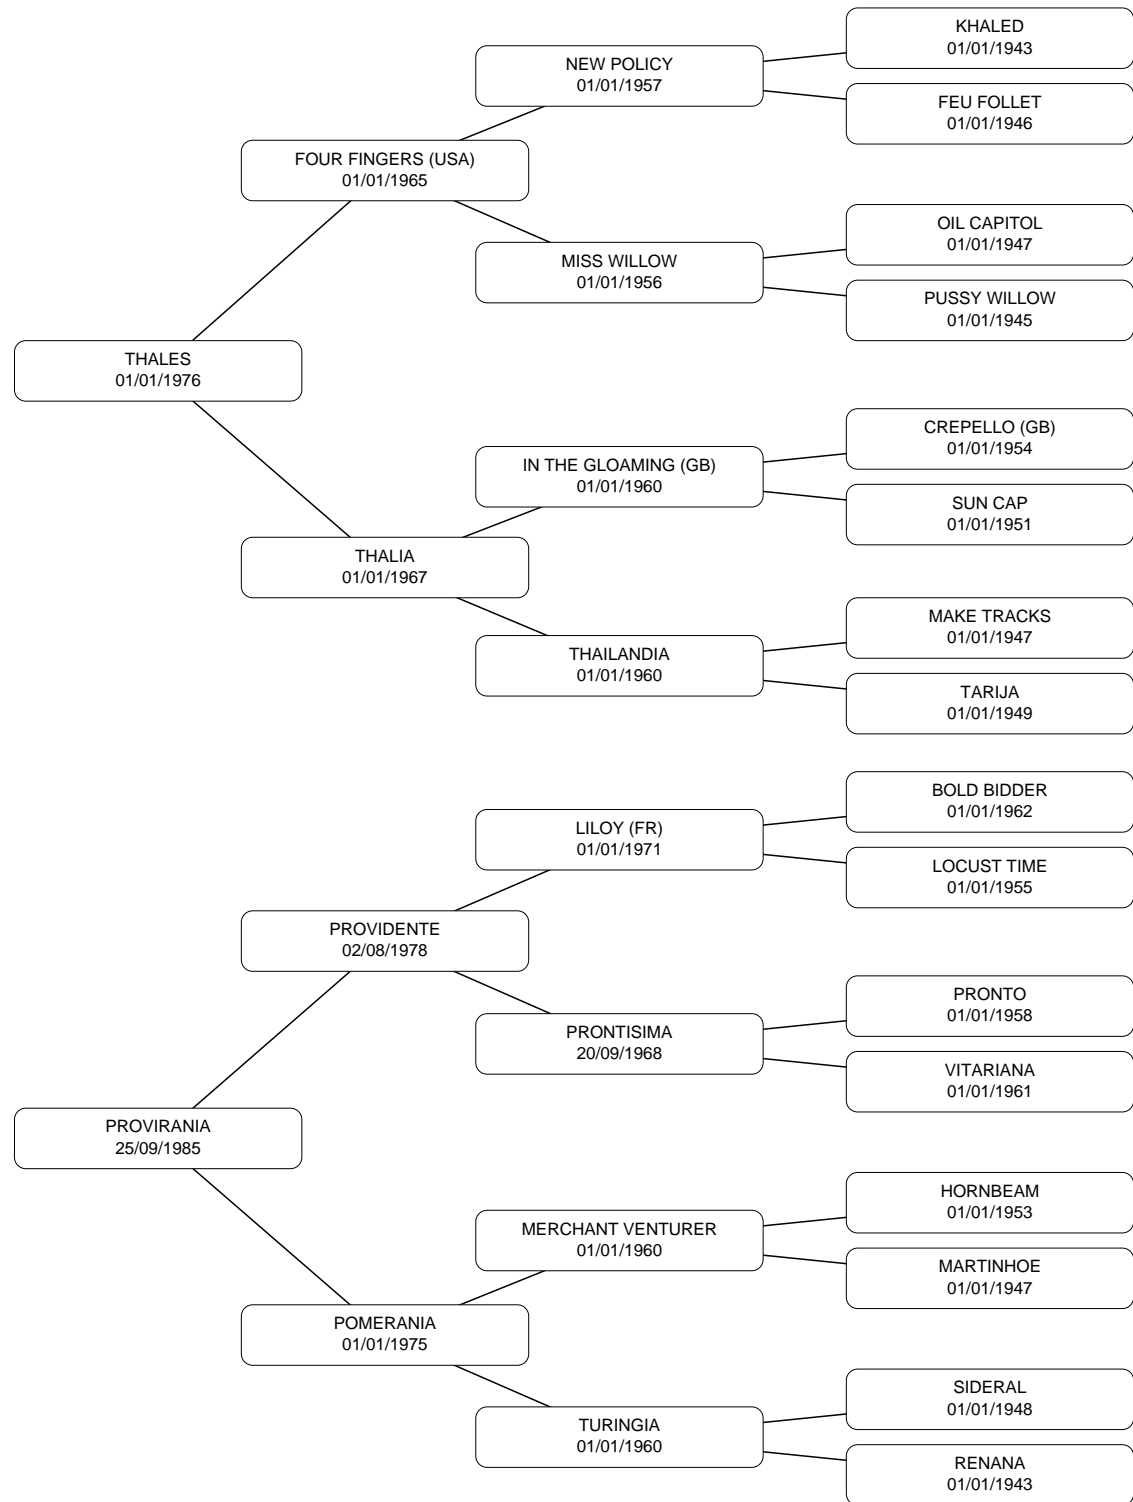 KHALED
01/01/1943
NEW POLICY
01/01/1957
FEU FOLLET
01/01/1946
FOUR FINGERS (USA)
01/01/1965
OIL CAPITOL
01/01/1947
MISS WILLOW
01/01/1956
PUSSY WILLOW
01/01/1945
THALES
01/01/1976
CREPELLO (GB)
01/01/1954
IN THE GLOAMING (GB)
01/01/1960
SUN CAP
01/01/1951
THALIA
01/01/1967
MAKE TRACKS
01/01/1947
THAILANDIA
01/01/1960
TARIJA
01/01/1949
BOLD BIDDER
01/01/1962
LILOY (FR)
01/01/1971
LOCUST TIME
01/01/1955
PROVIDENTE
02/08/1978
PRONTO
01/01/1958
PRONTISIMA
20/09/1968
VITARIANA
01/01/1961
PROVIRANIA
25/09/1985
HORNBEAM
01/01/1953
MERCHANT VENTURER
01/01/1960
MARTINHOE
01/01/1947
POMERANIA
01/01/1975
SIDERAL
01/01/1948
TURINGIA
01/01/1960
RENANA
01/01/1943